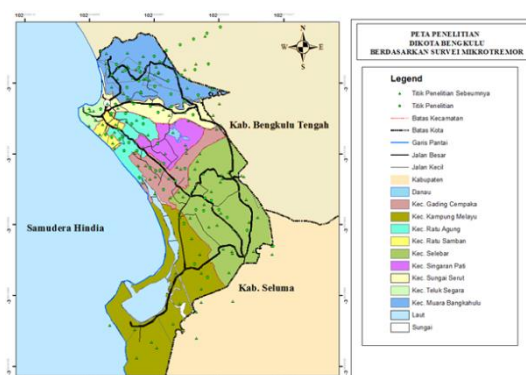 PETA PENELITIAN
DIKOTA BENGKULU
BERDASARKAN SURVEI MIKROTREMOR
N
W E
S
Kab. Bengkulu Tengah
Samudera Hindia
Kab. Seluma
Legend
Titik Penelitian Sebeumnya
Titik Penelitian
Batas Kecamatan
Batas Kota
Garis Pantai
Jalan Besar
Jalan Kecil
Kabupaten
Danau
Kec. Gading Cempaka
Kec. Kampung Melayu
Kec. Ratu Agung
Kec. Ratu Samban
Kec. Selebar
Kec. Singaran Pati
Kec. Sungai Serut
Kec. Teluk Segara
Kec. Muara Bangkahulu
Laut
Sungai